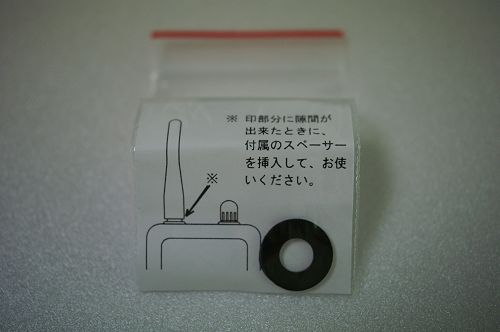 ※ 印部分に隙間が
出来たときに、
付属のスペーサー
を挿入して、お使
いください。
※